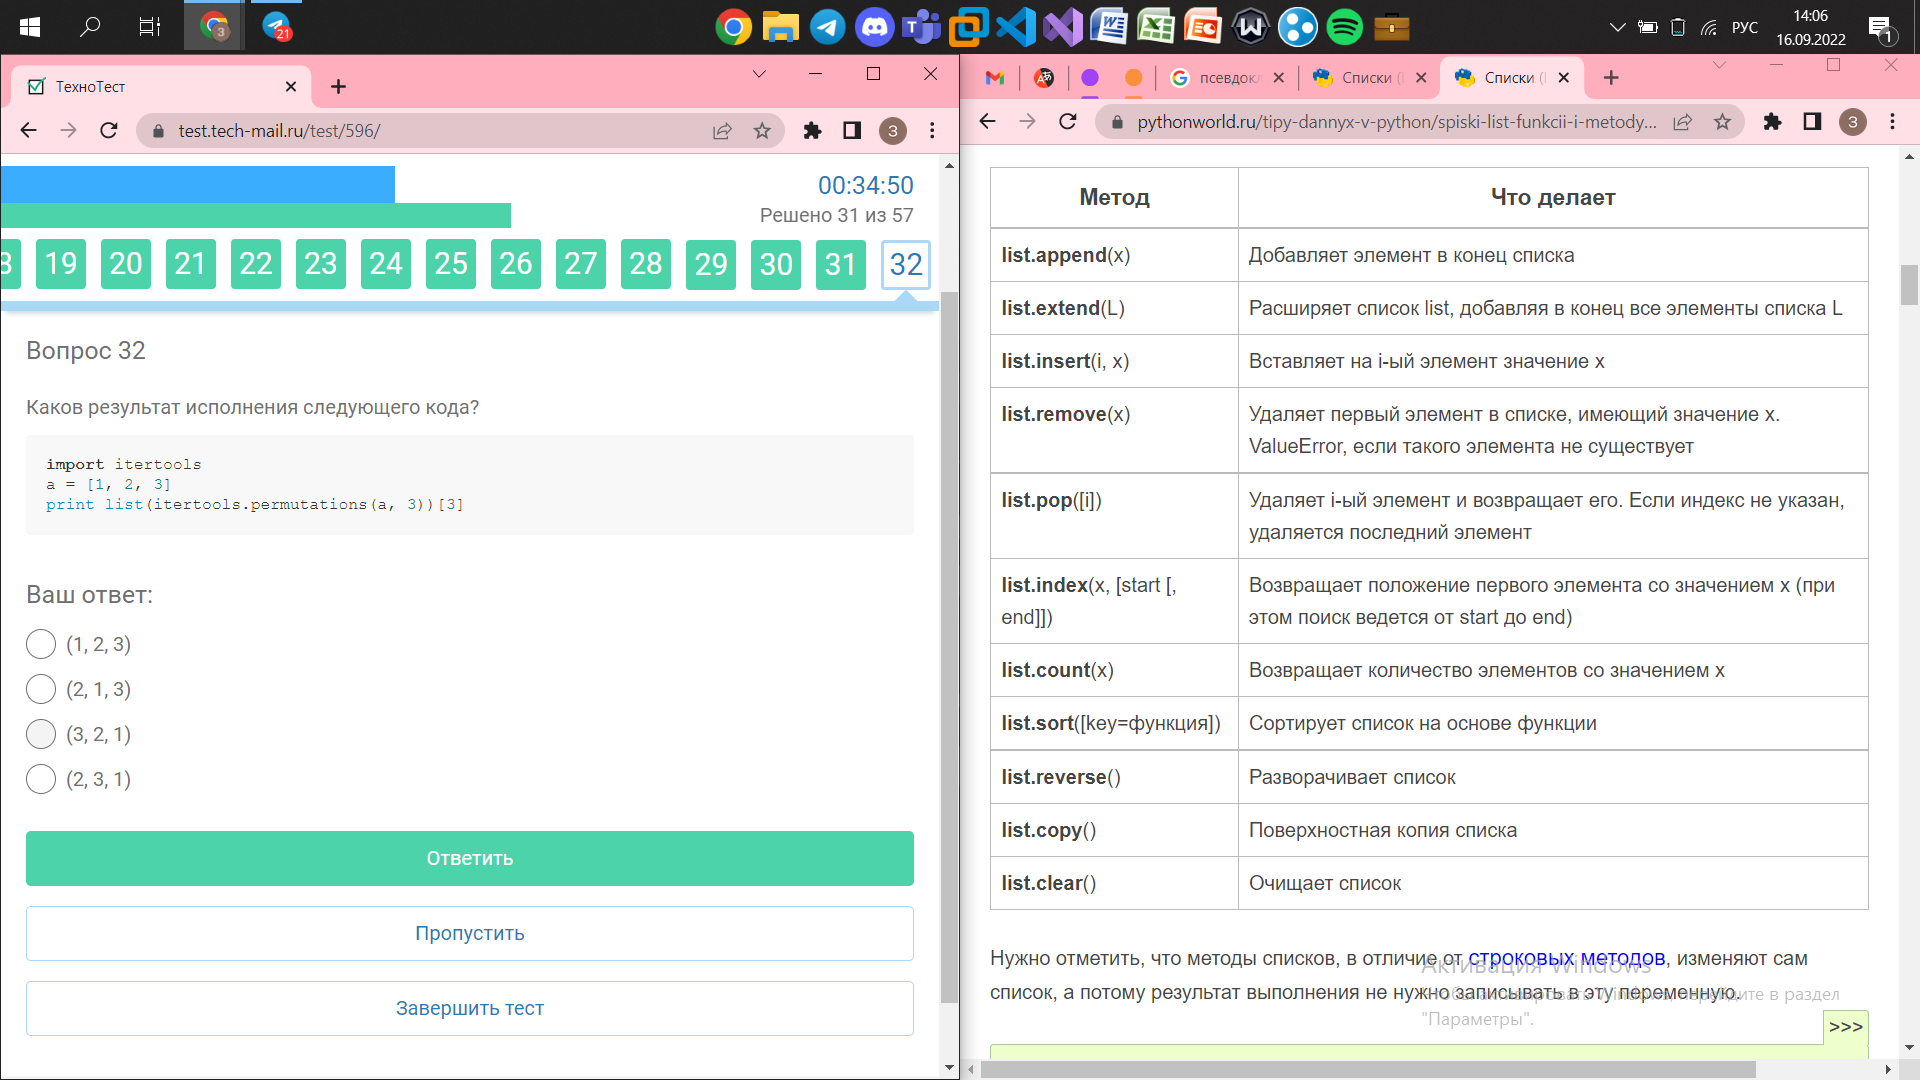 3
21
РУС
14:06
16.09.2022
1
ТехноТест
test.tech-mail.ru/test/596/
3
00:34:50
Решено 31 из 57
19 20 21 22 23 24 25 26 27 28 29 30 31 32
Вопрос 32
Каков результат исполнения следующего кода?
import itertools
a = [1, 2, 3]
print list(itertools.permutations(a, 3))[3]
Ваш ответ:
(1, 2, 3)
(2, 1, 3)
(3, 2, 1)
(2, 3, 1)
Ответить
Пропустить
Завершить тест
псевдокл
Списки (
Списки (
pythonworld.ru/tipy-dannyx-v-python/spiski-list-funkcii-i-metody...
3
Метод Что делает
list.append(x) Добавляет элемент в конец списка
list.extend(L) Расширяет список list, добавляя в конец все элементы списка L
list.insert(i, x) Вставляет на i-ый элемент значение x
list.remove(x) Удаляет первый элемент в списке, имеющий значение x.
ValueError, если такого элемента не существует
list.pop([i]) Удаляет i-ый элемент и возвращает его. Если индекс не указан,
удаляется последний элемент
list.index(x, [start [, Возвращает положение первого элемента со значением x (при
end]]) этом поиск ведется от start до end)
list.count(x) Возвращает количество элементов со значением x
list.sort([key=функция]) Сортирует список на основе функции
list.reverse() Разворачивает список
list.copy() Поверхностная копия списка
list.clear() Очищает список
Нужно отметить, что методы списков, в отличие от строковых методов, изменяют сам
список, а потому результат выполнения не нужно записывать в эту переменную.
>>>
Активация Windows
Чтобы активировать Windows, перейдите в раздел
"Параметры".